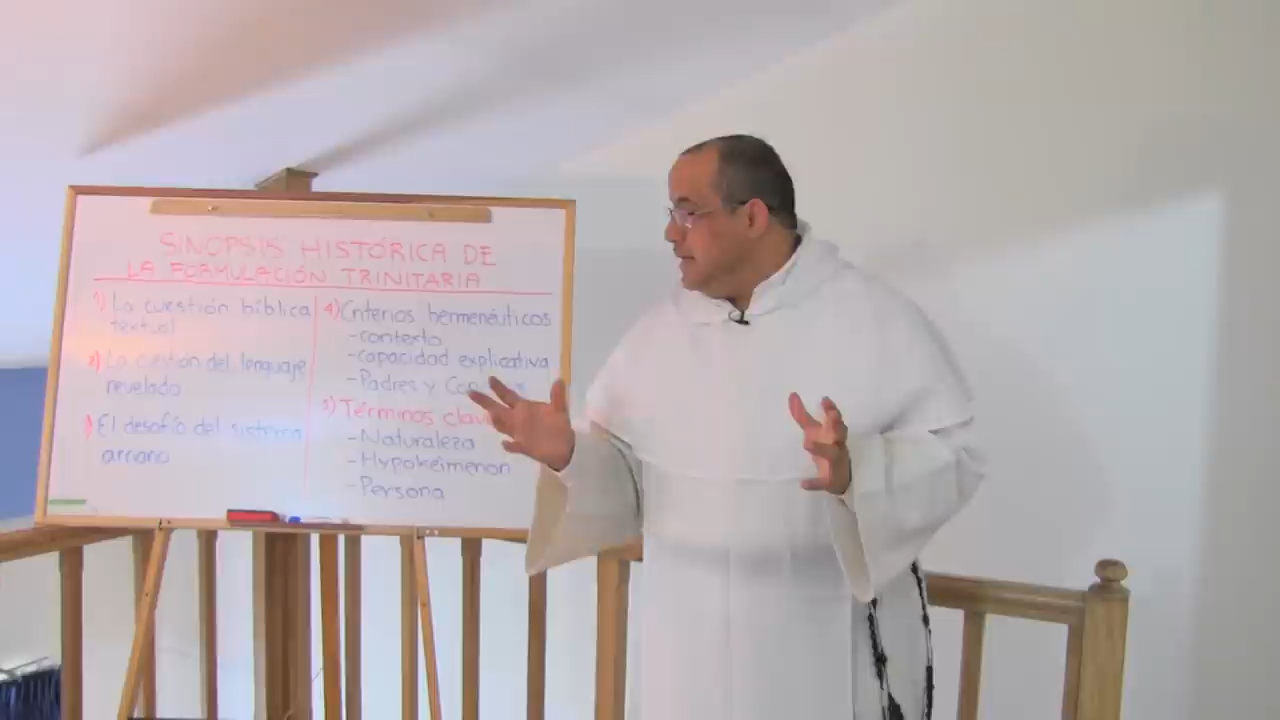 SINOPSIS HISTÓRICA DE
LA FORMULACIÓN TRINITARIA
1) La cuestión bíblica
textual
2) La cuestión del lenguaje
revelado
3) El desafío del sistema
arriano
4) Criterios hermenéuticos
- contexto
- capacidad explicativa
- Padres y
5) Términos
- Naturaleza
- Hypokeimenon
- Persona